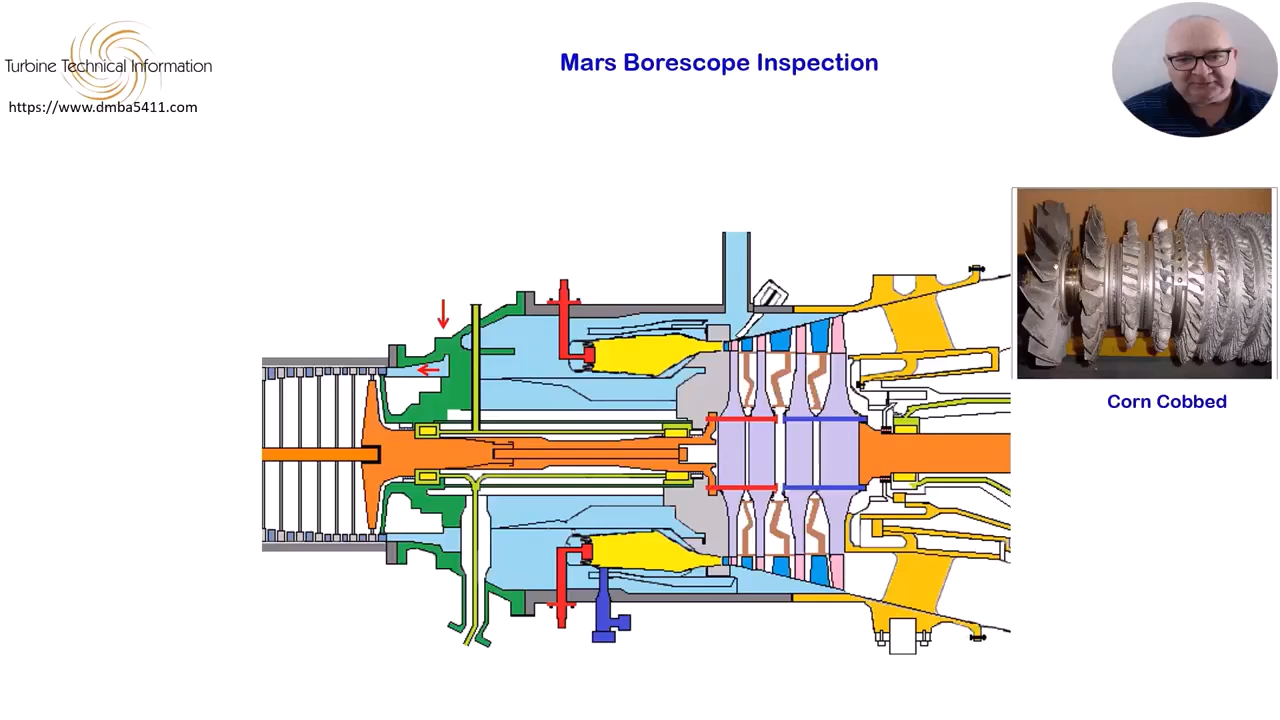 Turbine Technical Information
https://www.dmba5411.com
Mars Borescope Inspection
Corn Cobbed